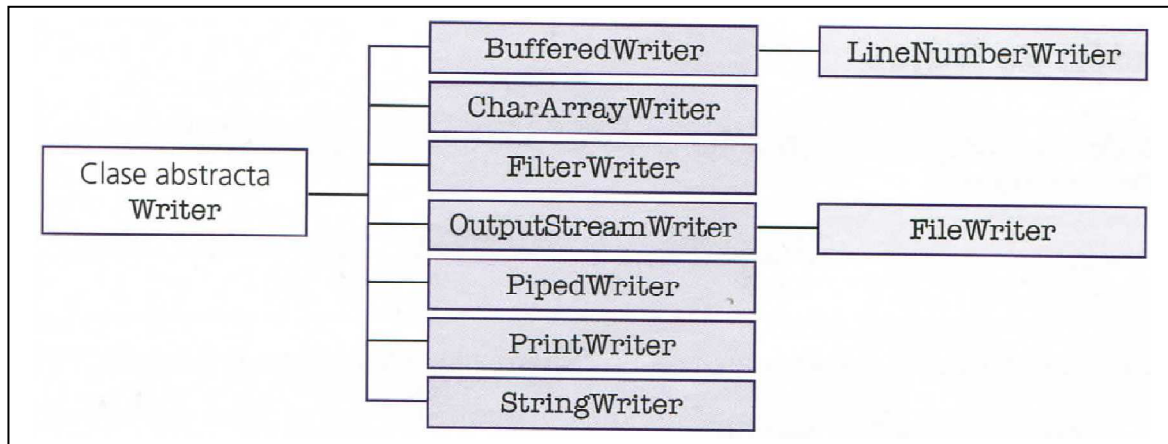 Clase abstracta
Writer
BufferedWriter
LineNumberWriter
CharArrayWriter
FilterWriter
OutputStreamWriter
FileWriter
PipedWriter
PrintWriter
StringWriter